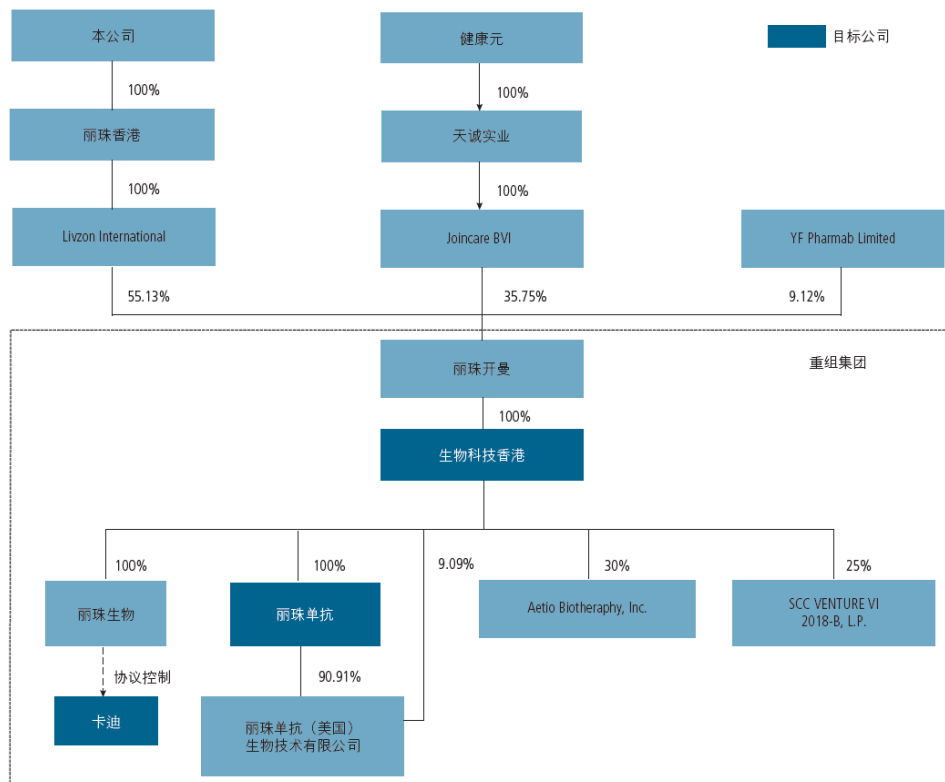 本公司
健康元
目标公司
100%
100%
丽珠香港
天诚实业
100%
100%
Livzon International
Joincare BVI
YF Pharmab Limited
55.13%
35.75%
9.12%
丽珠开曼
重组集团
100%
生物科技香港
100%
100%
9.09%
30%
25%
丽珠生物
丽珠单抗
Aetio Biotheraphy, Inc.
SCC VENTURE VI
2018-B, L.P.
协议控制
90.91%
卡迪
丽珠单抗（美国）
生物技术有限公司